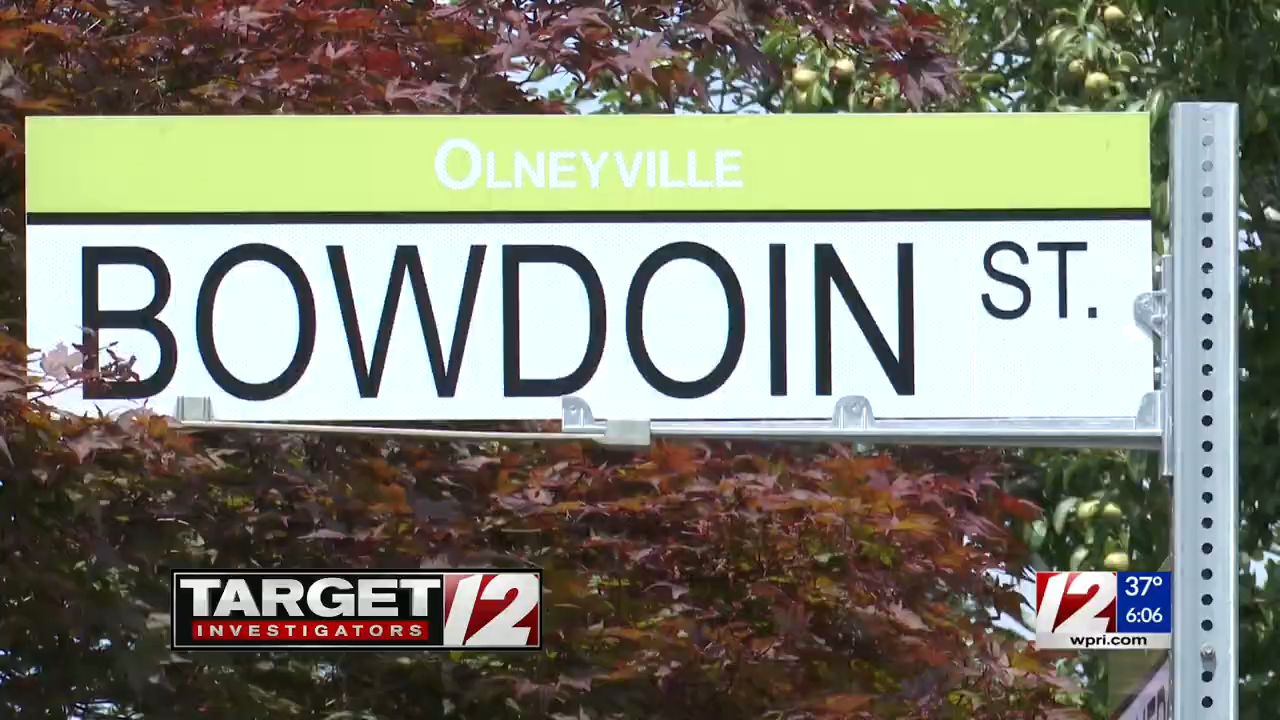 OLNEYVILLE
BOWDOIN ST.
TARGET 12
INVESTIGATORS
12 37°
6:06
wpri.com